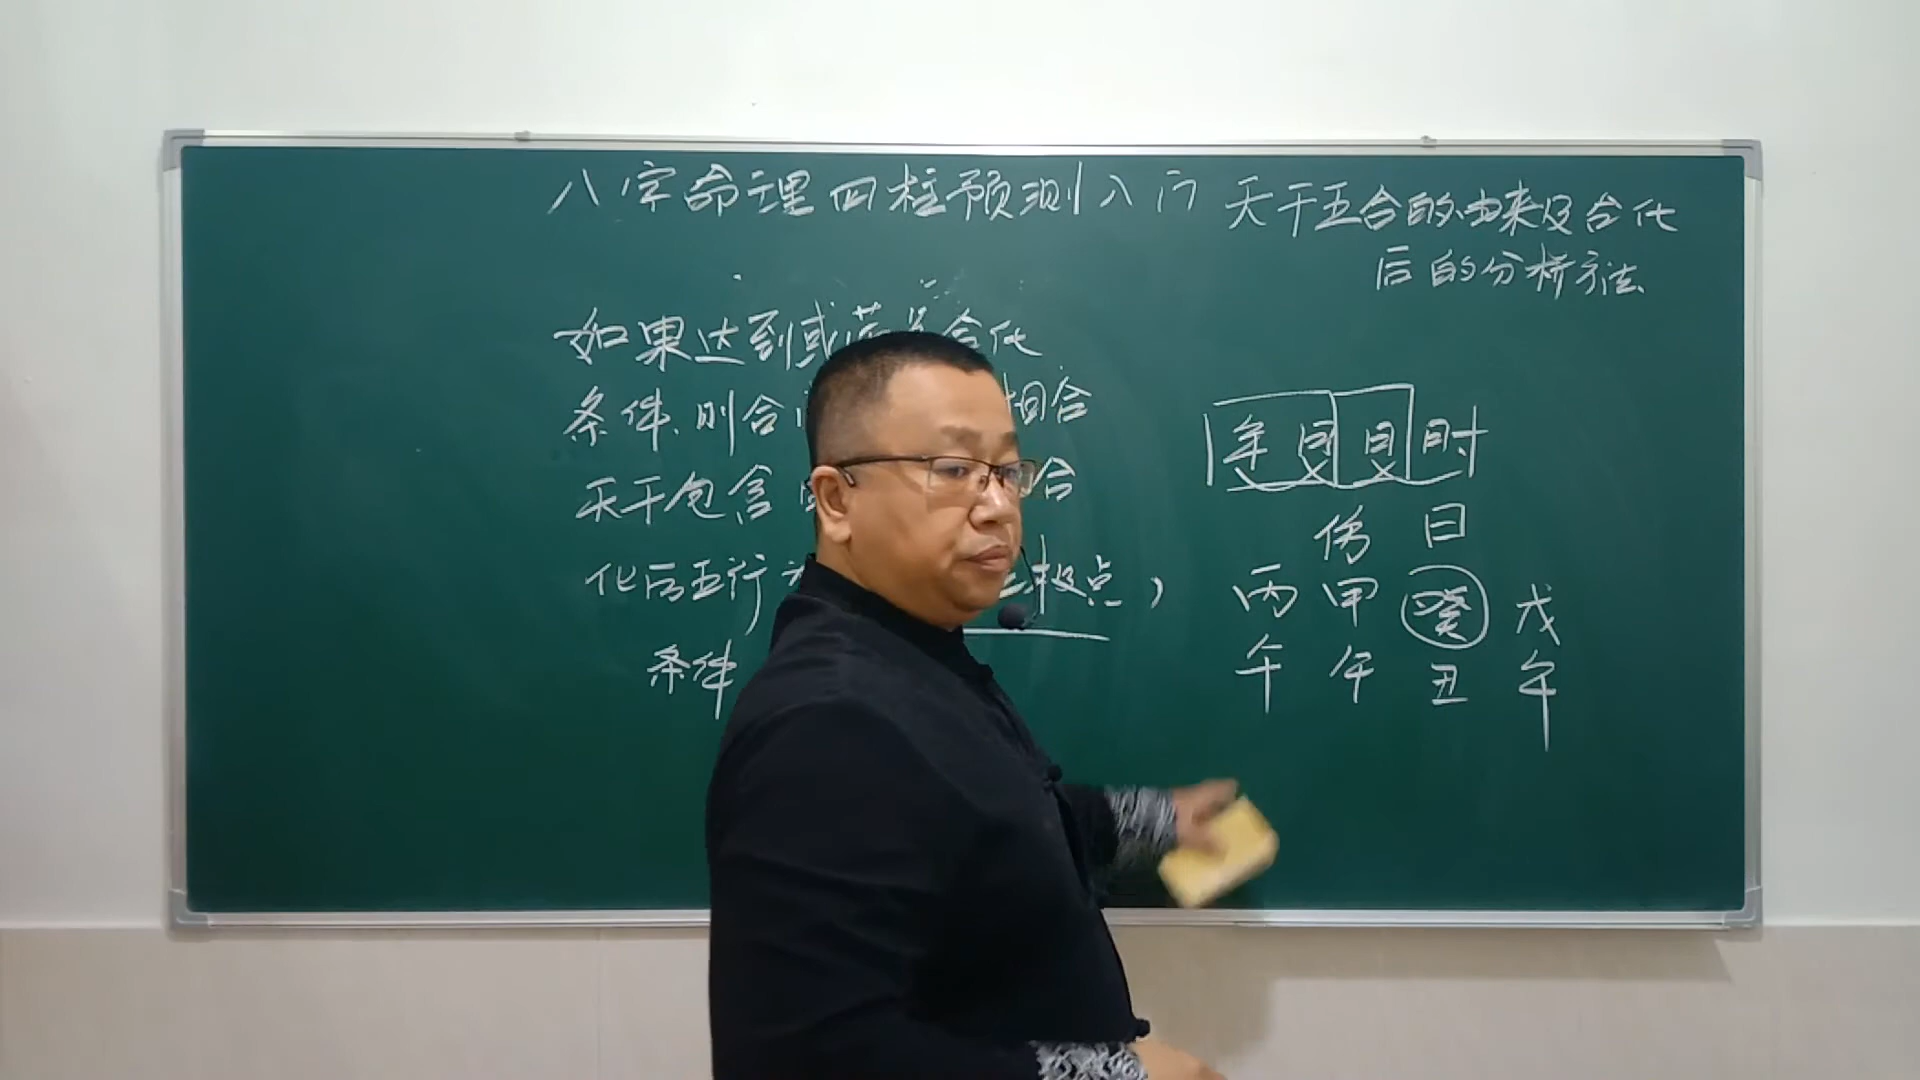 八字命理四柱预测入门
天干五合的由来及合化
后的分析方法
如果达到或 合化
条件、则合 相合
天干包含 合
化后五行 极点，
条件
年 月 日 时
伤 日
丙 甲 癸 戊
午 午 丑 午